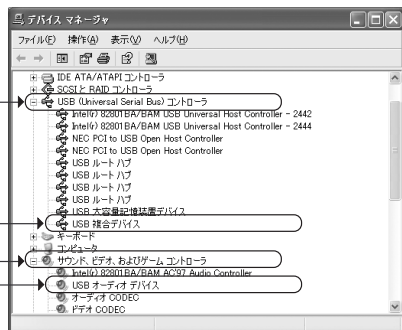 デバイス マネージャ
ファイル(F) 操作(A) 表示(V) ヘルプ(H)
IDE ATA/ATAPI コントローラ
SCSI と RAID コントローラ
USB (Universal Serial Bus) コントローラ
Intel(r) 82801BA/BAM USB Universal Host Controller - 2442
Intel(r) 82801BA/BAM USB Universal Host Controller - 2444
NEC PCI to USB Open Host Controller
NEC PCI to USB Open Host Controller
USB ルート ハブ
USB ルート ハブ
USB ルート ハブ
USB ルート ハブ
USB 大容量記憶装置デバイス
USB 複合デバイス
キーボード
コンピュータ
サウンド、ビデオ、およびゲーム コントローラ
Intel(r) 82801BA/BAM AC'97 Audio Controller
USB オーディオ デバイス
オーディオ CODEC
ビデオ CODEC